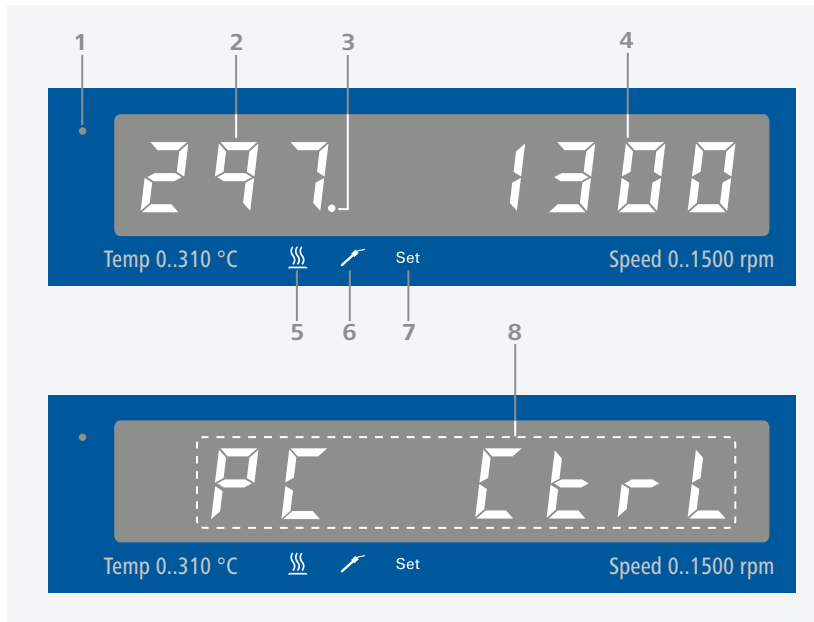 1 2 3 4
297. 1300
Temp 0..310 °C Set Speed 0..1500 rpm
5 6 7 8
PC CtrL
Temp 0..310 °C Set Speed 0..1500 rpm